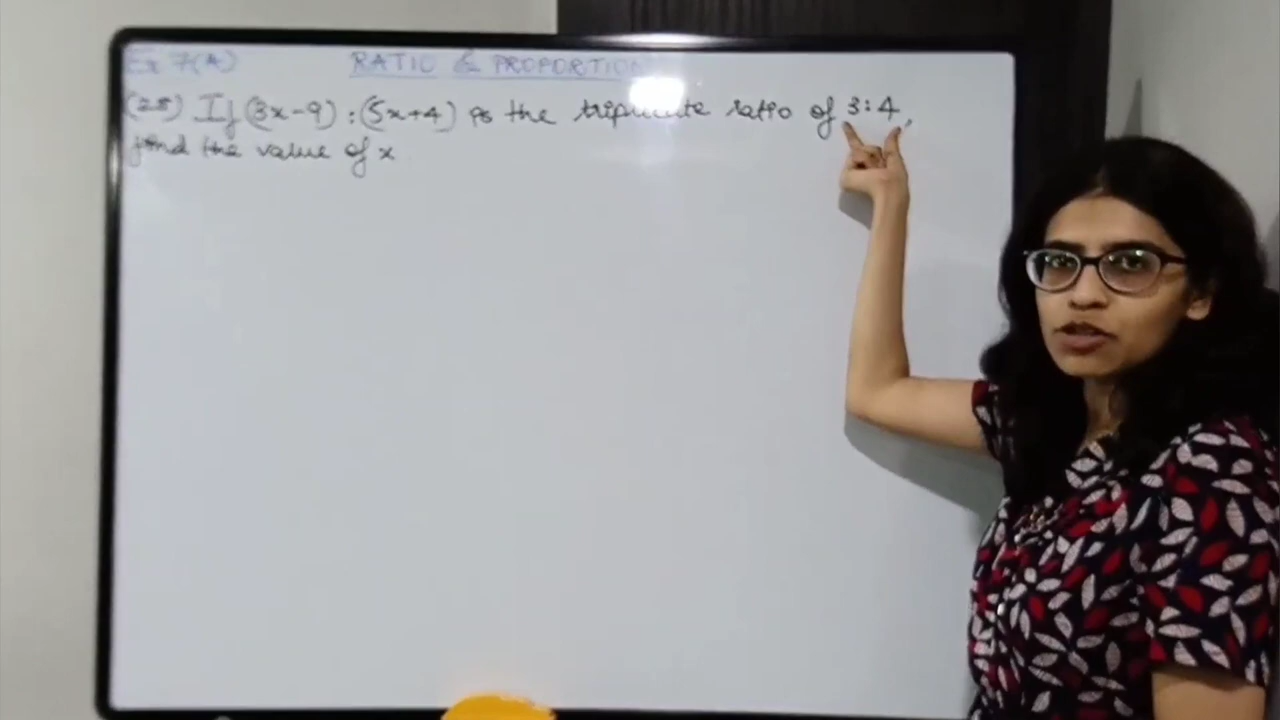 Ex 7(A) RATIO & PROPORTION
(28) If (3x-9) : (5x+4) is the triplicate ratio of 3:4,
find the value of x